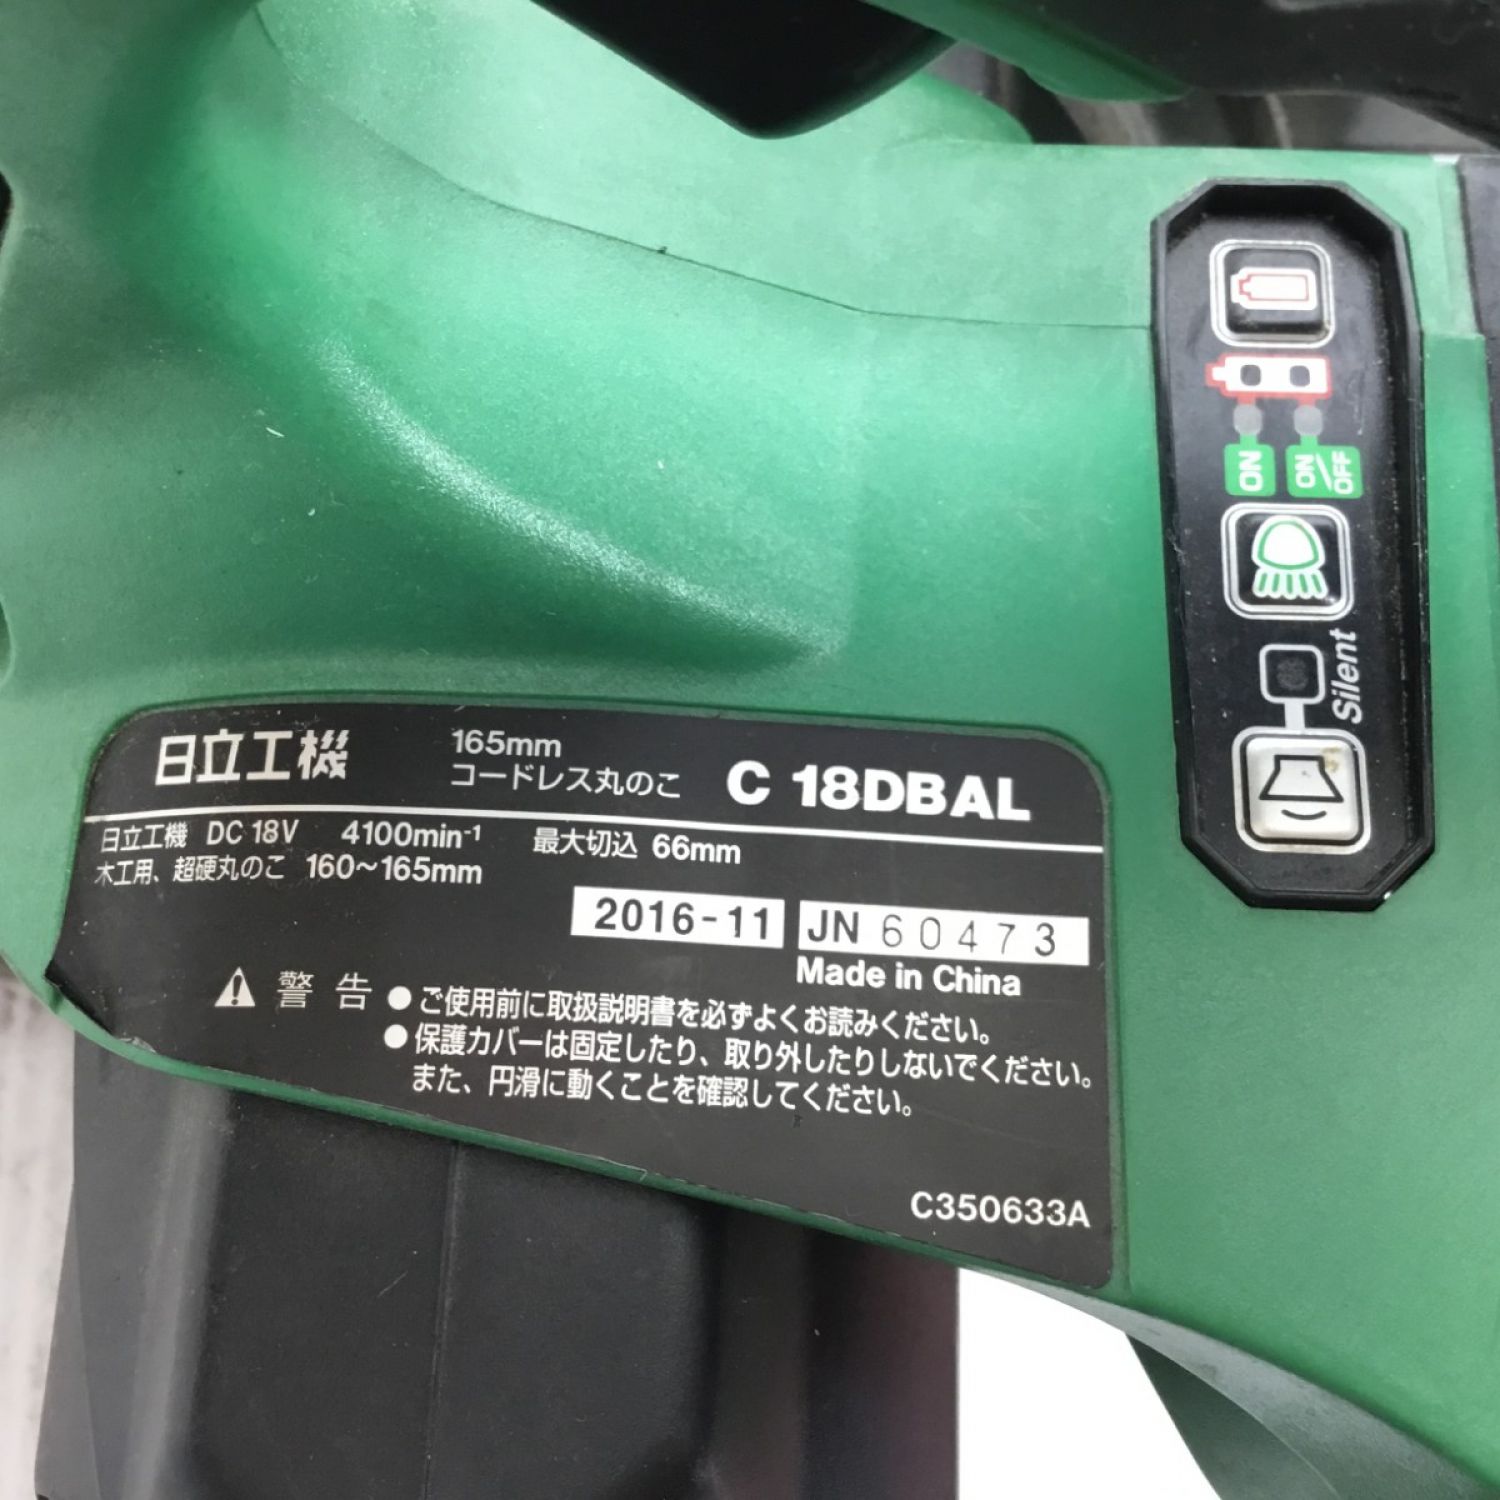 日立工機
165mm
コードレス丸のこ
C 18DBAL
日立工機 DC 18V 4100min⁻¹ 最大切込 66mm
木工用、超硬丸のこ 160～165mm
2016-11 JN 60473
Made in China
警告 ●ご使用前に取扱説明書を必ずよくお読みください。
●保護カバーは固定したり、取り外したりしないでください。
また、円滑に動くことを確認してください。
C350633A
ON
ON/OFF
Silent